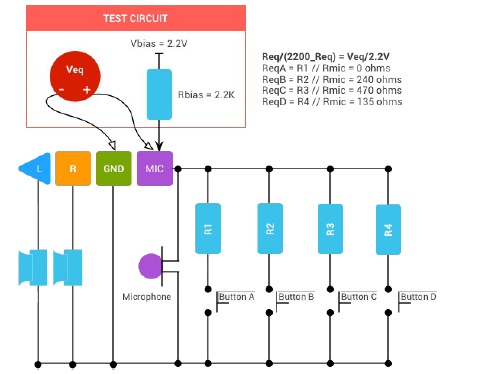 TEST CIRCUIT
Vbias = 2.2V
Veq
- +
Rbias = 2.2K
Req/(2200_Req) = Veq/2.2V
ReqA = R1 // Rmic = 0 ohms
ReqB = R2 // Rmic = 240 ohms
ReqC = R3 // Rmic = 470 ohms
ReqD = R4 // Rmic = 135 ohms
L R GND MIC
R1 R2 R3 R4
Microphone Button A Button B Button C Button D